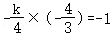 -k/4 × (-4/3) = -1